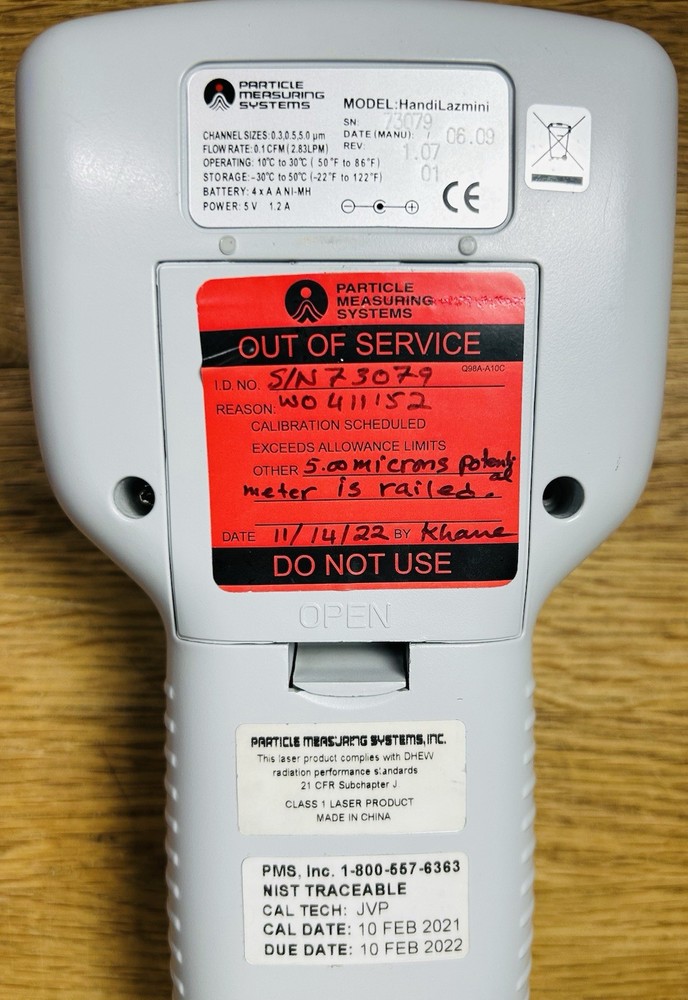 PARTICLE
MEASURING
SYSTEMS
MODEL:HandiLazmini
SN: 73079
DATE (MANU): / 06.09
REV: 1.07
01
CHANNEL SIZES: 0.3,0.5,5.0 µm
FLOW RATE: 0.1 CFM (2.83LPM)
OPERATING: 10°C to 30°C ( 50°F to 86°F)
STORAGE: -30°C to 50°C (-22°F to 122°F)
BATTERY: 4 x A A NI-MH
POWER: 5 V 1.2 A
CE
PARTICLE
MEASURING
SYSTEMS
OUT OF SERVICE
Q98A-A10C
I.D. NO. S/N 73079
REASON: WO 411152
CALIBRATION SCHEDULED
EXCEEDS ALLOWANCE LIMITS
OTHER 5.00 microns potenti
al
meter is railed.
DATE 11/14/22 BY Khane
DO NOT USE
OPEN
PARTICLE MEASURING SYSTEMS, INC.
This laser product complies with DHEW
radiation performance standards
21 CFR Subchapter J
CLASS 1 LASER PRODUCT
MADE IN CHINA
PMS, Inc. 1-800-557-6363
NIST TRACEABLE
CAL TECH: JVP
CAL DATE: 10 FEB 2021
DUE DATE: 10 FEB 2022